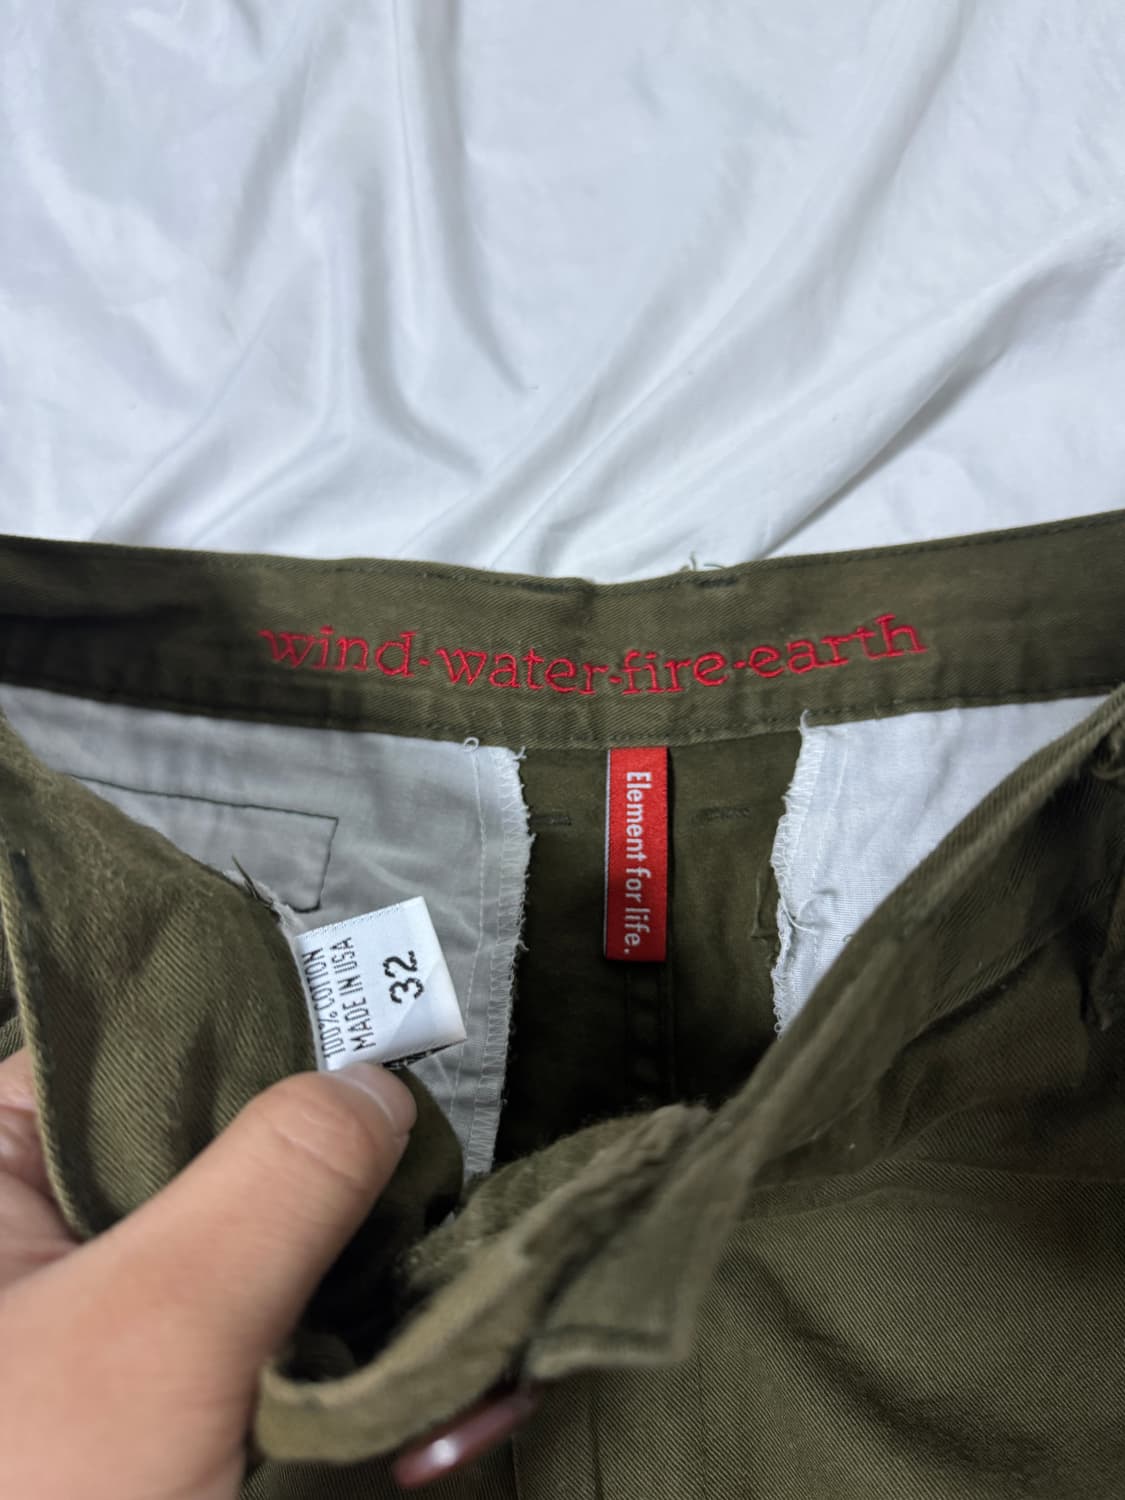 wind-water-fire-earth
Element for life.
100% COTTON
MADE IN USA
32